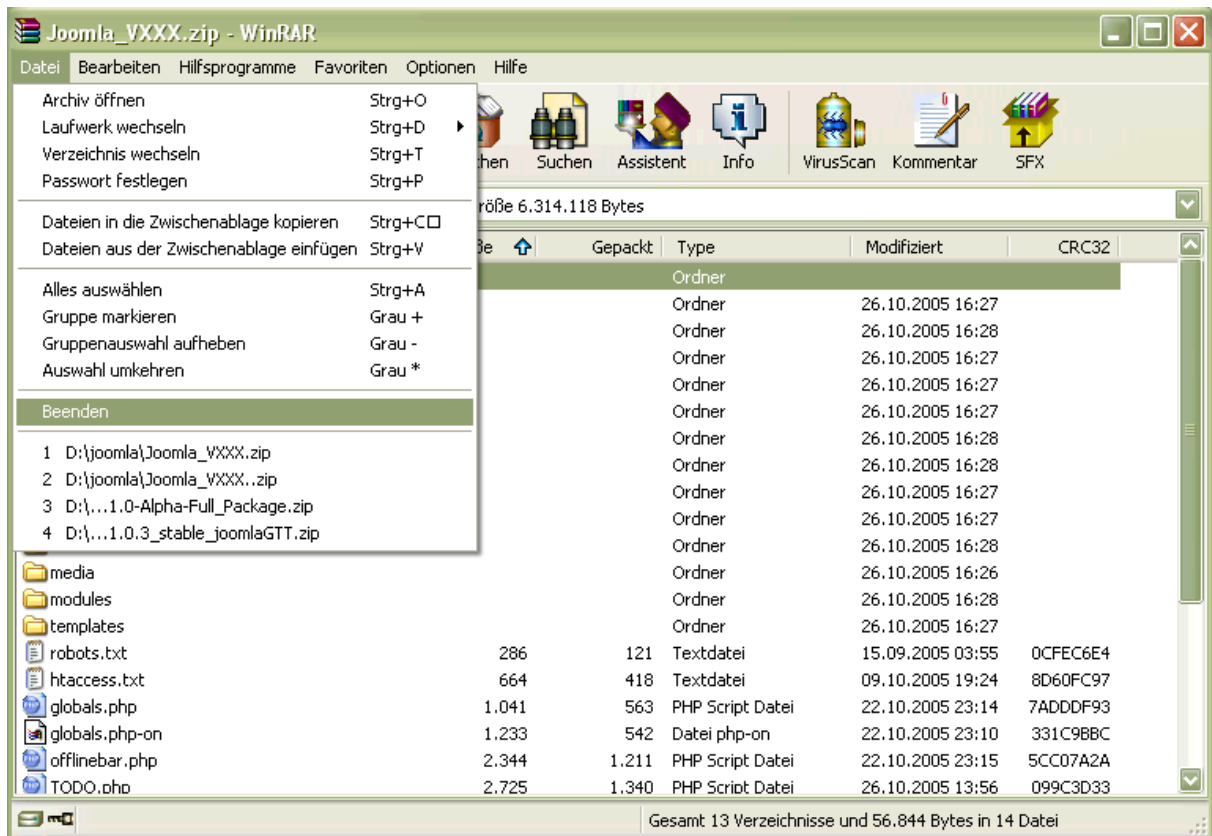 Joomla_VXXX.zip - WinRAR
Datei Bearbeiten Hilfsprogramme Favoriten Optionen Hilfe
Archiv öffnen Strg+O
Laufwerk wechseln Strg+D
Verzeichnis wechseln Strg+T
Passwort festlegen Strg+P
Dateien in die Zwischenablage kopieren Strg+C
Dateien aus der Zwischenablage einfügen Strg+V
Alles auswählen Strg+A
Gruppe markieren Grau +
Gruppenauswahl aufheben Grau -
Auswahl umkehren Grau *
Beenden
1 D:\joomla\Joomla_VXXX.zip
2 D:\joomla\Joomla_VXXX..zip
3 D:\...1.0-Alpha-Full_Package.zip
4 D:\...1.0.3_stable_joomlaGTT.zip
hen Suchen Assistent Info VirusScan Kommentar SFX
röße 6.314.118 Bytes
ße Gepackt Type Modifiziert CRC32
Ordner
Ordner 26.10.2005 16:27
Ordner 26.10.2005 16:28
Ordner 26.10.2005 16:27
Ordner 26.10.2005 16:27
Ordner 26.10.2005 16:27
Ordner 26.10.2005 16:28
Ordner 26.10.2005 16:28
Ordner 26.10.2005 16:27
Ordner 26.10.2005 16:27
Ordner 26.10.2005 16:28
media Ordner 26.10.2005 16:26
modules Ordner 26.10.2005 16:28
templates Ordner 26.10.2005 16:27
robots.txt 286 121 Textdatei 15.09.2005 03:55 0CFEC6E4
htaccess.txt 664 418 Textdatei 09.10.2005 19:24 8D60FC97
globals.php 1.041 563 PHP Script Datei 22.10.2005 23:14 7ADDDF93
globals.php-on 1.233 542 Datei php-on 22.10.2005 23:10 331C9BBC
offlinebar.php 2.344 1.211 PHP Script Datei 22.10.2005 23:15 5CC07A2A
TODO.php 2.725 1.340 PHP Script Datei 26.10.2005 13:56 099C3D33
Gesamt 13 Verzeichnisse und 56.844 Bytes in 14 Datei